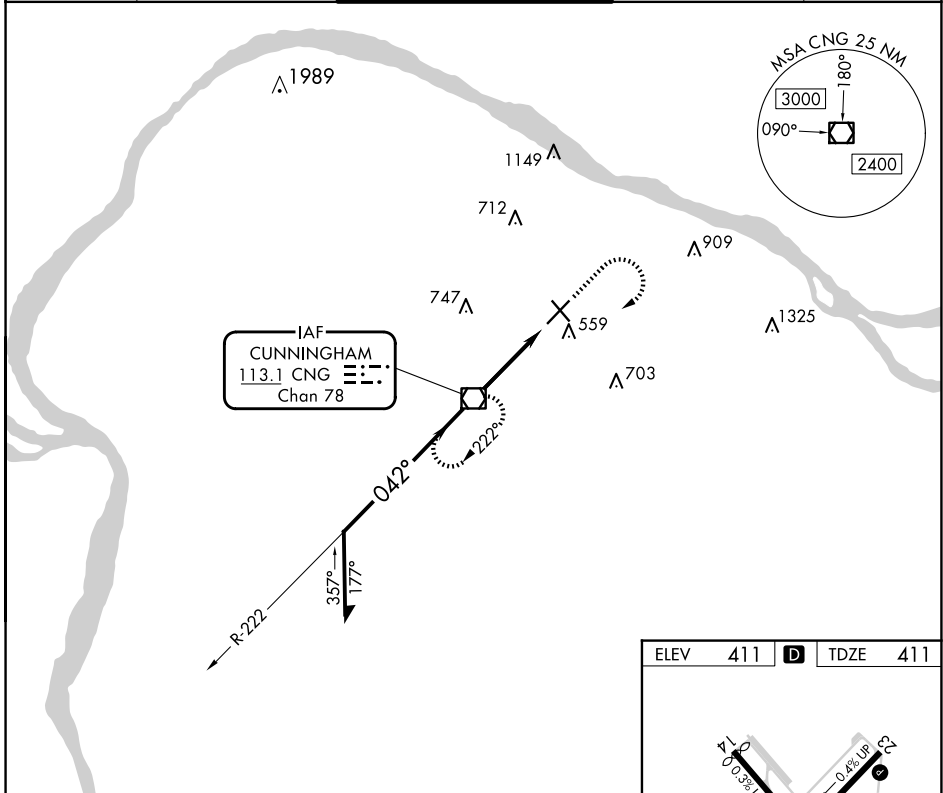 1989
MSA CNG 25 NM
180°
3000
090°
2400
1149
712
909
747
559
1325
IAF
CUNNINGHAM
113.1 CNG
Chan 78
703
222°
042°
357°
177°
R-222
ELEV 411 D TDZE 411
14
23
0.3%
0.4% UP
P